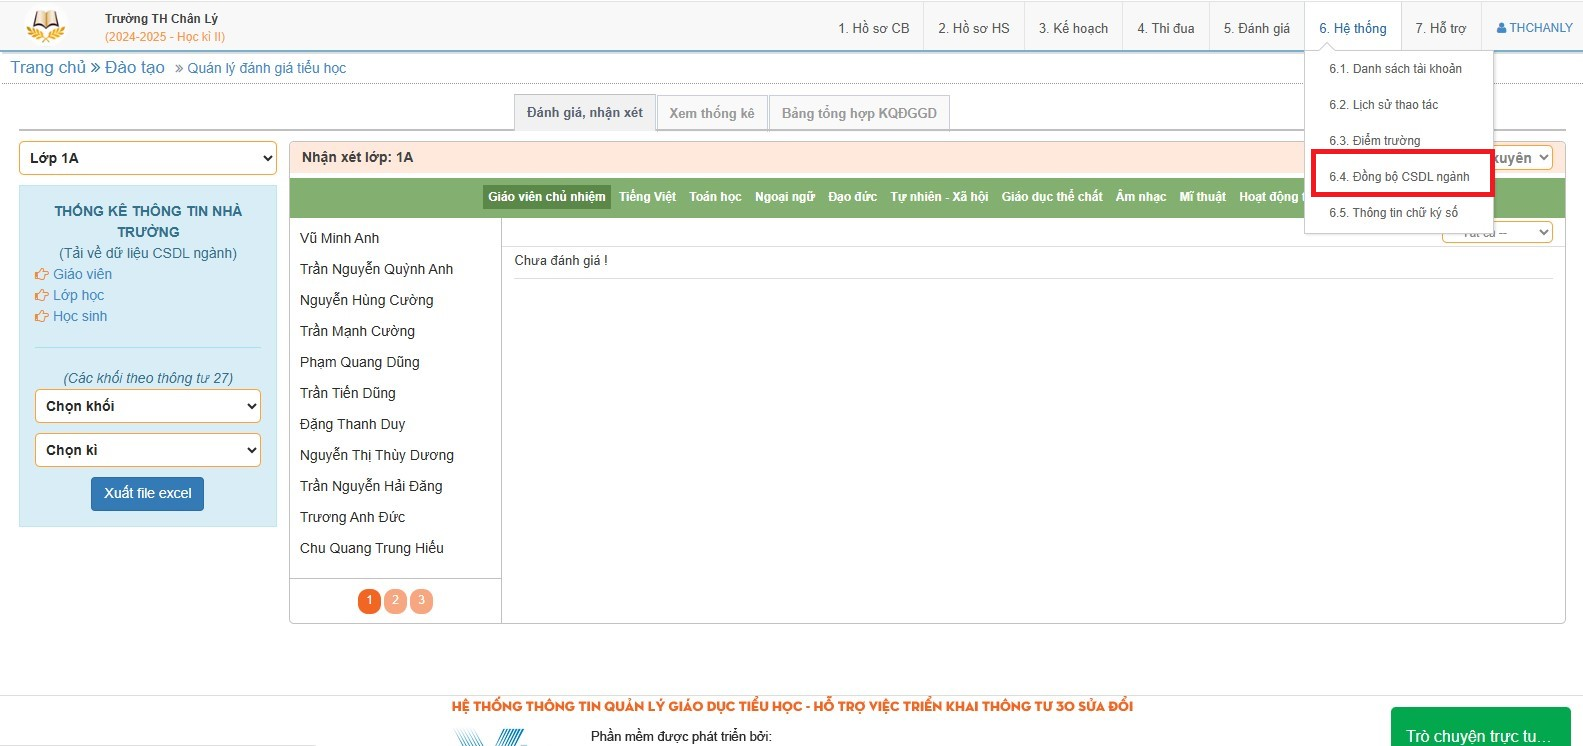 Trường TH Chân Lý
(2024-2025 - Học kì II)
1. Hồ sơ CB
2. Hồ sơ HS
3. Kế hoạch
4. Thi đua
5. Đánh giá
6. Hệ thống
7. Hỗ trợ
THCHANLY
Trang chủ » Đào tạo » Quản lý đánh giá tiểu học
6.1. Danh sách tài khoản
6.2. Lịch sử thao tác
6.3. Điểm trường
6.4. Đồng bộ CSDL ngành
6.5. Thông tin chữ ký số
Đánh giá, nhận xét
Xem thống kê
Bảng tổng hợp KQĐGGD
Lớp 1A
THỐNG KÊ THÔNG TIN NHÀ
TRƯỜNG
(Tải về dữ liệu CSDL ngành)
Giáo viên
Lớp học
Học sinh
(Các khối theo thông tư 27)
Chọn khối
Chọn kì
Xuất file excel
Nhận xét lớp: 1A
xuyên
Giáo viên chủ nhiệm Tiếng Việt Toán học Ngoại ngữ Đạo đức Tự nhiên - Xã hội Giáo dục thể chất Âm nhạc Mĩ thuật Hoạt động
Vũ Minh Anh
Trần Nguyễn Quỳnh Anh
Nguyễn Hùng Cường
Trần Mạnh Cường
Phạm Quang Dũng
Trần Tiến Dũng
Đặng Thanh Duy
Nguyễn Thị Thùy Dương
Trần Nguyễn Hải Đăng
Trương Anh Đức
Chu Quang Trung Hiếu
1 2 3
Chưa đánh giá !
HỆ THỐNG THÔNG TIN QUẢN LÝ GIÁO DỤC TIỂU HỌC - HỖ TRỢ VIỆC TRIỂN KHAI THÔNG TƯ 30 SỬA ĐỔI
Phần mềm được phát triển bởi:
Trò chuyện trực tu...